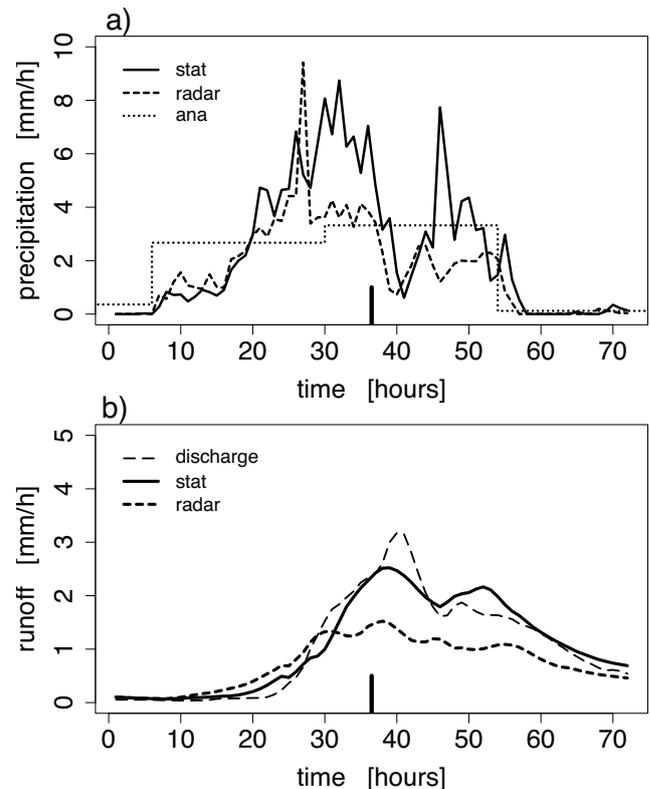 a)
10
8
6
4
2
0
precipitation [mm/h]
stat
radar
ana
0 10 20 30 40 50 60 70
time [hours]
b)
5
4
3
2
1
0
runoff [mm/h]
discharge
stat
radar
0 10 20 30 40 50 60 70
time [hours]